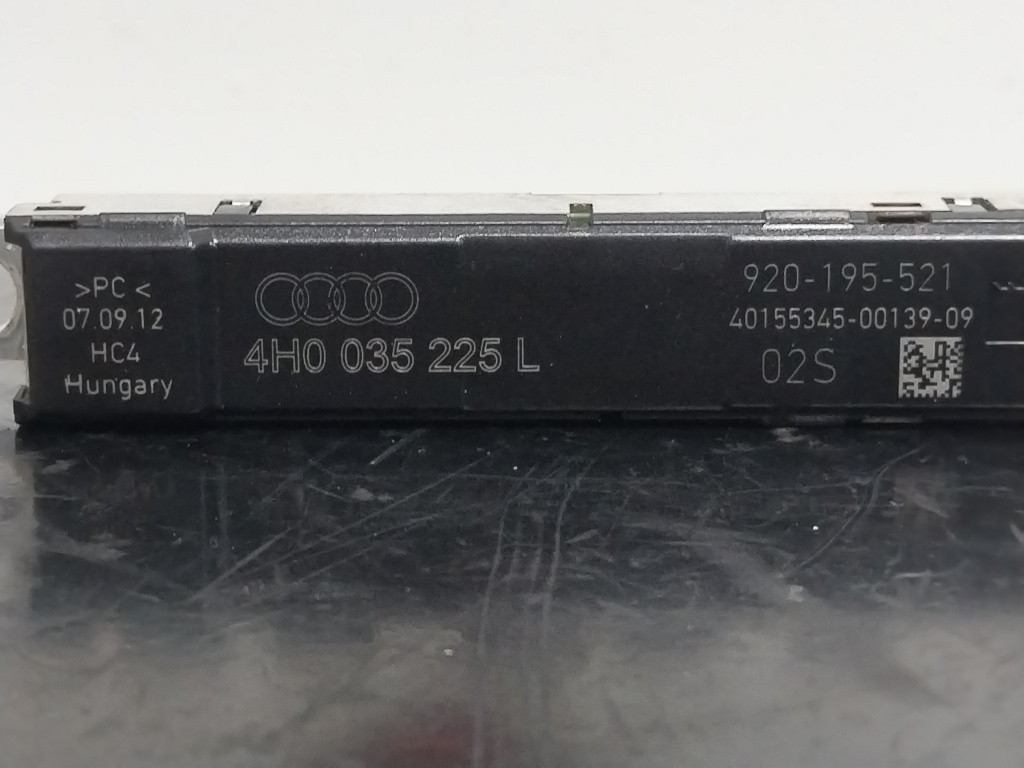 >PC<
07.09.12
HC4
Hungary
4H0 035 225 L
920-195-521
40155345-00139-09
02S